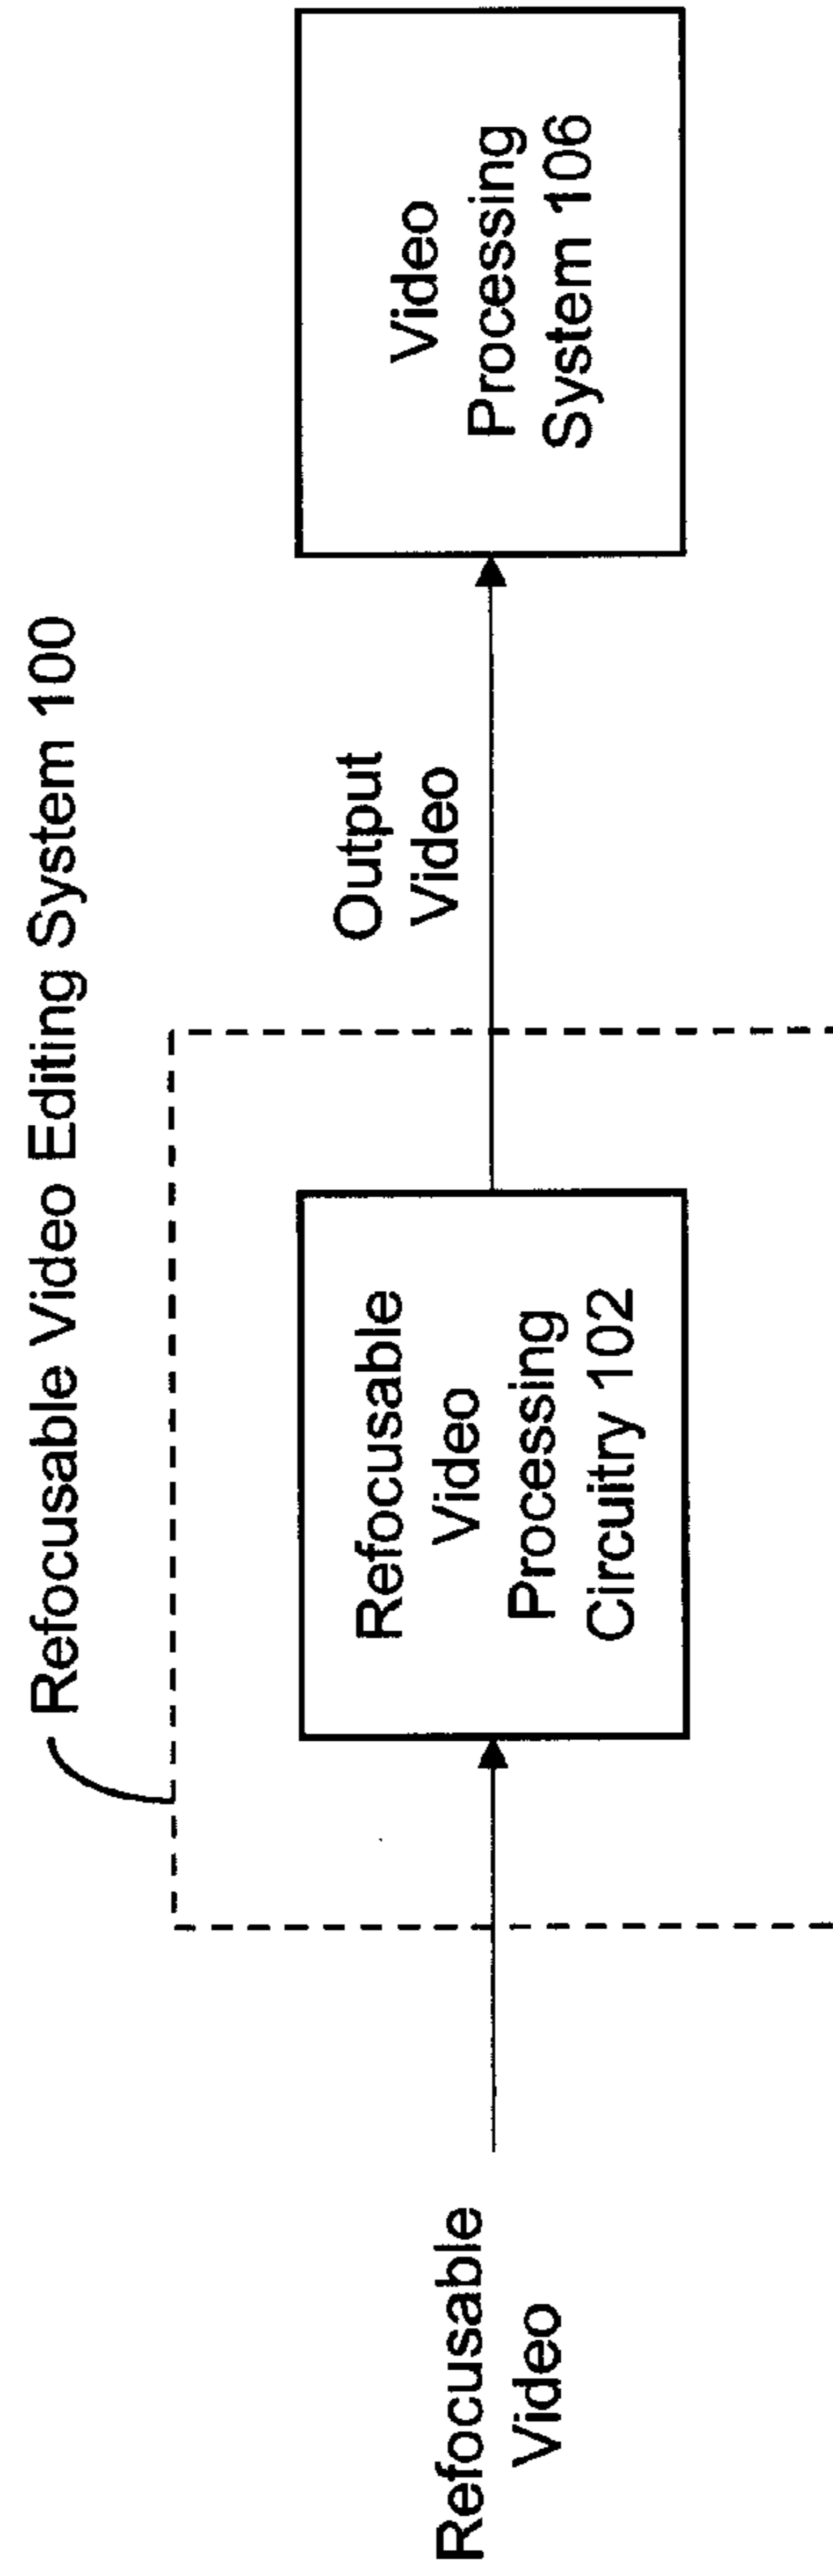 Refocusable Video Editing System 100
Refocusable
Video
Refocusable
Video
Processing
Circuitry 102
Output
Video
Video
Processing
System 106